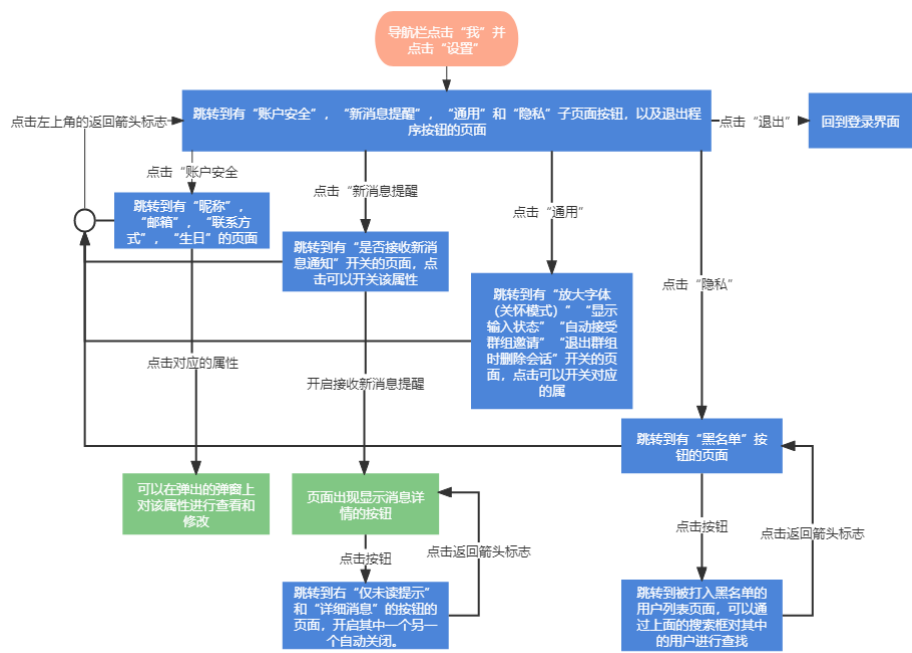 导航栏点击“我”并
点击“设置”
跳转到有“账户安全”，“新消息提醒”，“通用”和“隐私”子页面按钮，以及退出程
序按钮的页面
点击左上角的返回箭头标志
点击“退出”
回到登录界面
点击“账户安全
点击“新消息提醒
点击“通用”
点击“隐私”
跳转到有“昵称”，
“邮箱”，“联系方
式”，“生日”的页面
跳转到有“是否接收新消
息通知”开关的页面，点
击可以开关该属性
跳转到有“放大字体
（关怀模式）”“显示
输入状态”“自动接受
群组邀请”“退出群组
时删除会话”开关的页
面，点击可以开关对应
的属
点击对应的属性
开启接收新消息提醒
跳转到有“黑名单”按
钮的页面
可以在弹出的弹窗上
对该属性进行查看和
修改
页面出现显示消息详
情的按钮
点击按钮
点击返回箭头标志
点击按钮
点击返回箭头标志
跳转到右“仅未读提示”
和“详细消息”的按钮的
页面，开启其中一个另一
个自动关闭。
跳转到被打入黑名单的
用户列表页面，可以通
过上面的搜索框对其中
的用户进行查找